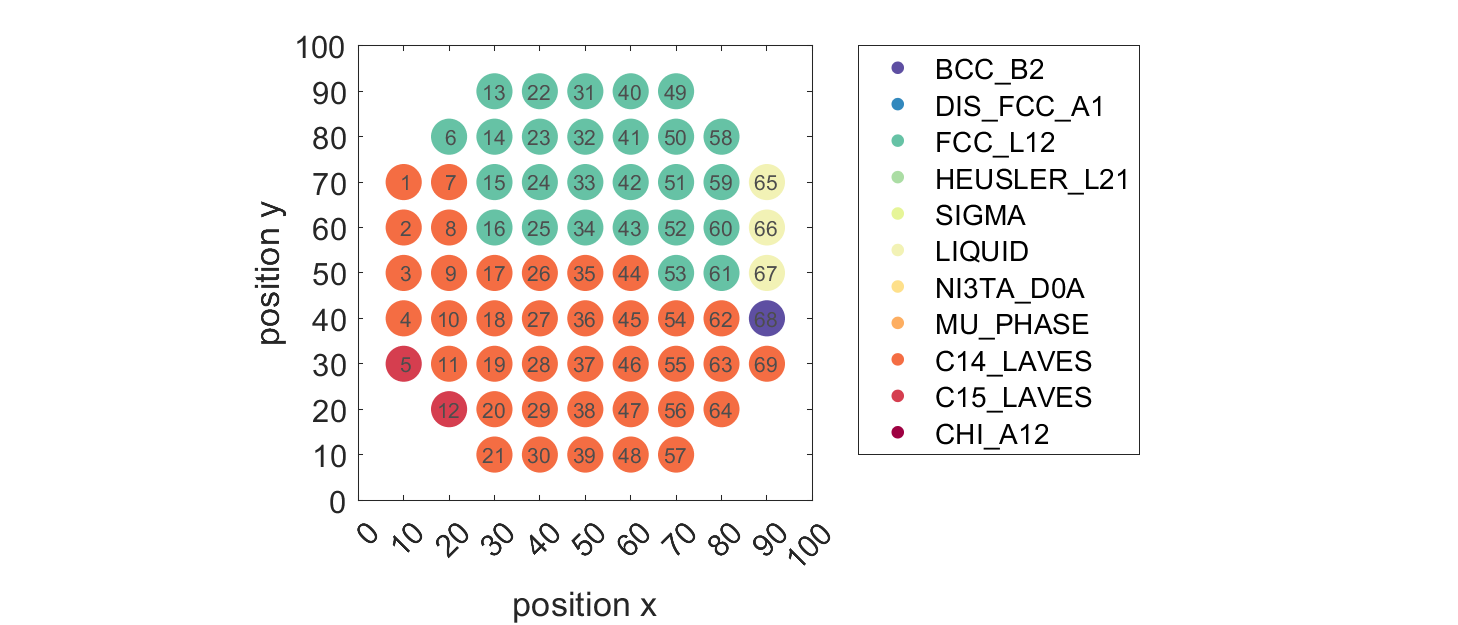 100
90
80
70
60
50
40
30
20
10
0
position y
13 22 31 40 49
6 14 23 32 41 50 58
1 7 15 24 33 42 51 59 65
2 8 16 25 34 43 52 60 66
3 9 17 26 35 44 53 61 67
4 10 18 27 36 45 54 62 68
5 11 19 28 37 46 55 63 69
12 20 29 38 47 56 64
21 30 39 48 57
0 10 20 30 40 50 60 70 80 90 100
position x
BCC_B2
DIS_FCC_A1
FCC_L12
HEUSLER_L21
SIGMA
LIQUID
NI3TA_D0A
MU_PHASE
C14_LAVES
C15_LAVES
CHI_A12